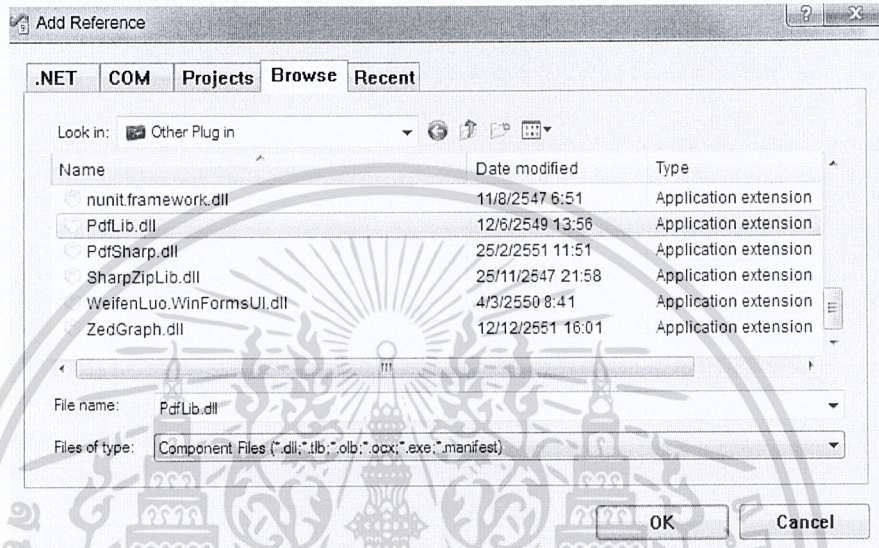 Add Reference
.NET COM Projects Browse Recent
Look in: Other Plug in
Name Date modified Type
nunit.framework.dll 11/8/2547 6:51 Application extension
PdfLib.dll 12/6/2549 13:56 Application extension
PdfSharp.dll 25/2/2551 11:51 Application extension
SharpZipLib.dll 25/11/2547 21:58 Application extension
WeifenLuo.WinFormsUI.dll 4/3/2550 8:41 Application extension
ZedGraph.dll 12/12/2551 16:01 Application extension
File name: PdfLib.dll
Files of type: Component Files (*.dll;*.tlb;*.olb;*.ocx;*.exe;*.manifest)
OK Cancel